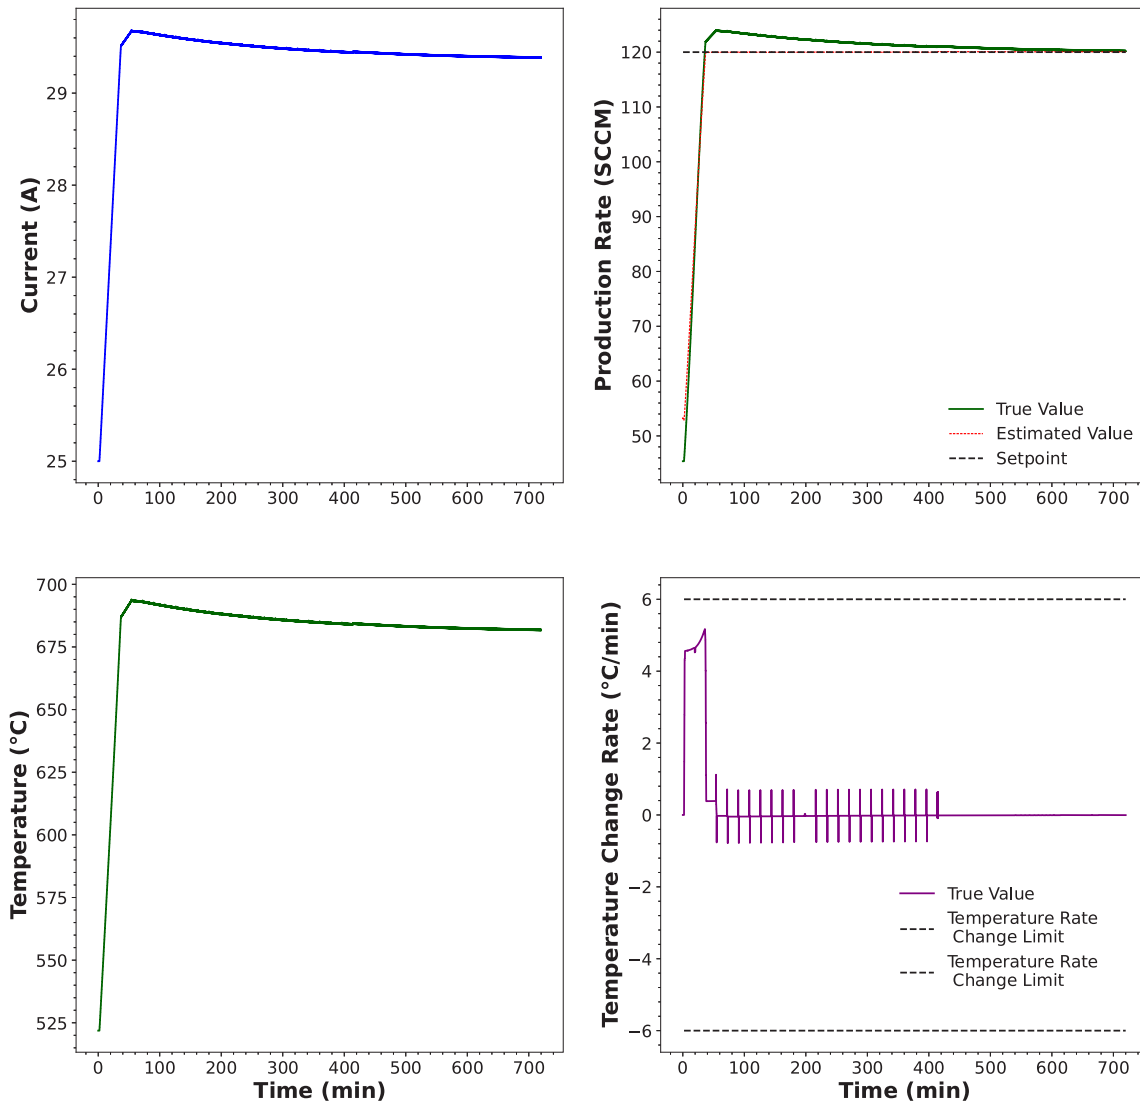 29
28
27
26
25
Current (A)
0 100 200 300 400 500 600 700
120
110
100
90
80
70
60
50
Production Rate (SCCM)
True Value
Estimated Value
Setpoint
0 100 200 300 400 500 600 700
700
675
650
625
600
575
550
525
Temperature (°C)
0 100 200 300 400 500 600 700
Time (min)
6
4
2
0
−2
−4
−6
Temperature Change Rate (°C/min)
True Value
Temperature Rate
Change Limit
Temperature Rate
Change Limit
0 100 200 300 400 500 600 700
Time (min)